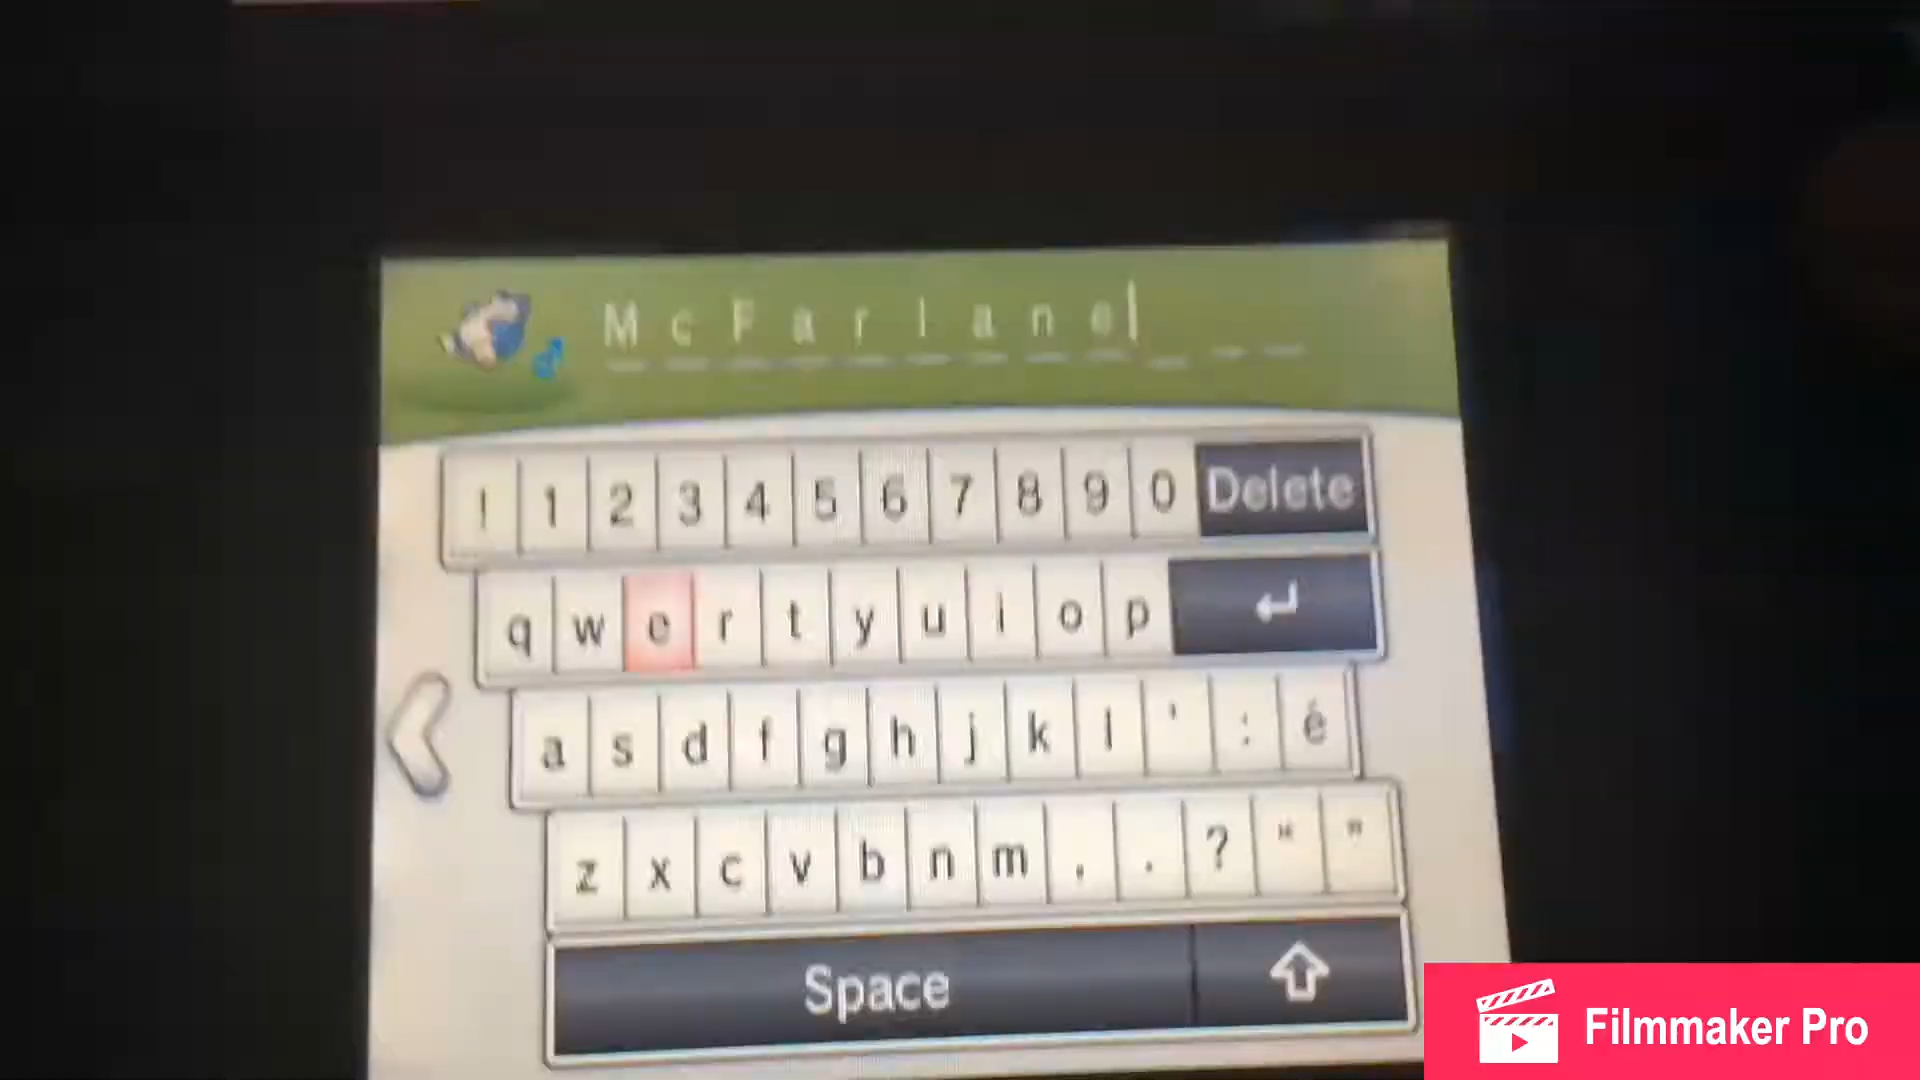 McFarlane
! 1 2 3 4 5 6 7 8 9 0 Delete
q w e r t y u i o p
a s d f g h j k l ' : é
z x c v b n m , . ? “ ”
Space
Filmmaker Pro